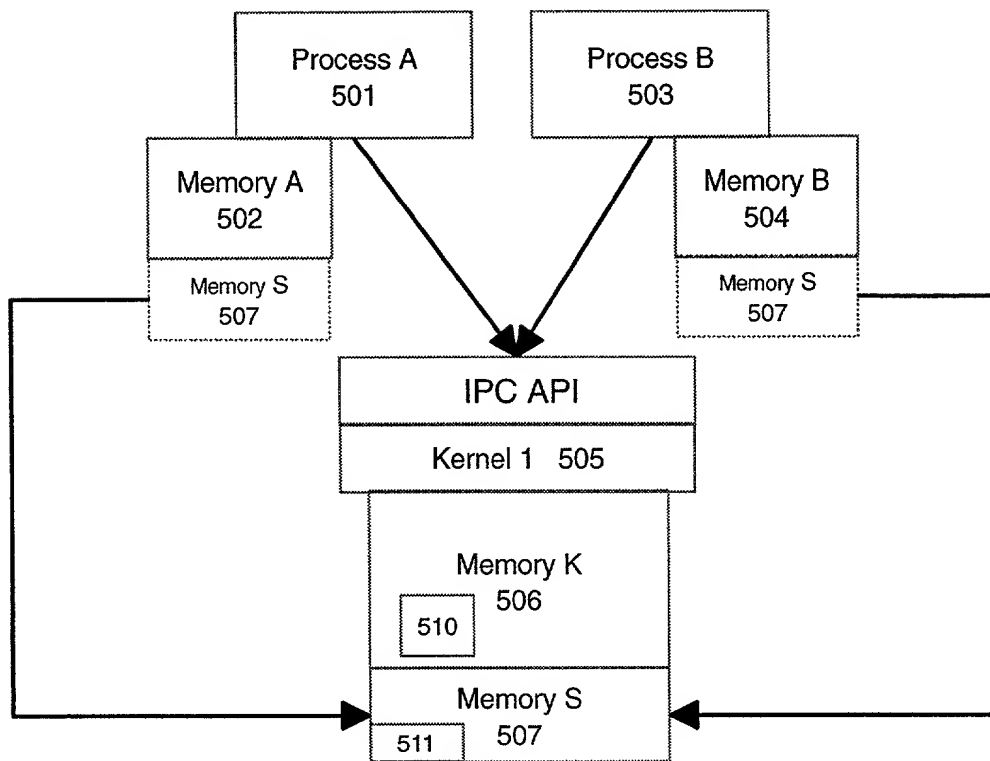 Process A
501
Process B
503
Memory A
502
Memory B
504
Memory S
507
Memory S
507
IPC API
Kernel 1 505
Memory K
506
510
Memory S
507
511